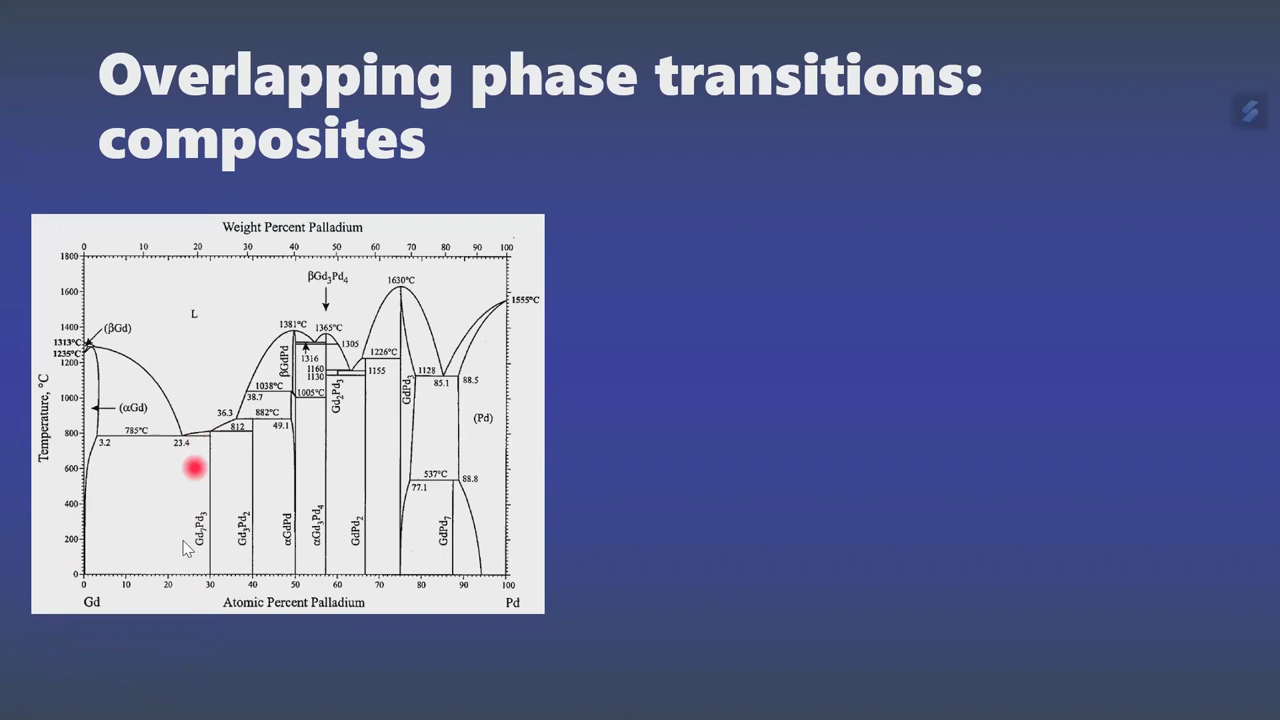 Overlapping phase transitions:
composites
Weight Percent Palladium
0 10 20 30 40 50 60 70 80 90 100
1800
βGd₃Pd₄
1630°C
1600
1555°C
L
1400
(βGd)
1381°C 1365°C
1313°C
1305
1235°C
1316
1226°C
1200
βGdPd
1160
1130
1155
1128
85.1
88.5
1038°C
38.7
1005°C
Gd₂Pd₃
GdPd₃
1000
Temperature, °C
(αGd)
36.3
882°C
49.1
(Pd)
800
785°C
812
3.2
23.4
600
537°C
77.1
88.8
400
Gd₇Pd₃
Gd₃Pd₂
αGdPd
αGd₃Pd₄
GdPd₂
GdPd₇
200
0
0 10 20 30 40 50 60 70 80 90 100
Gd Atomic Percent Palladium Pd